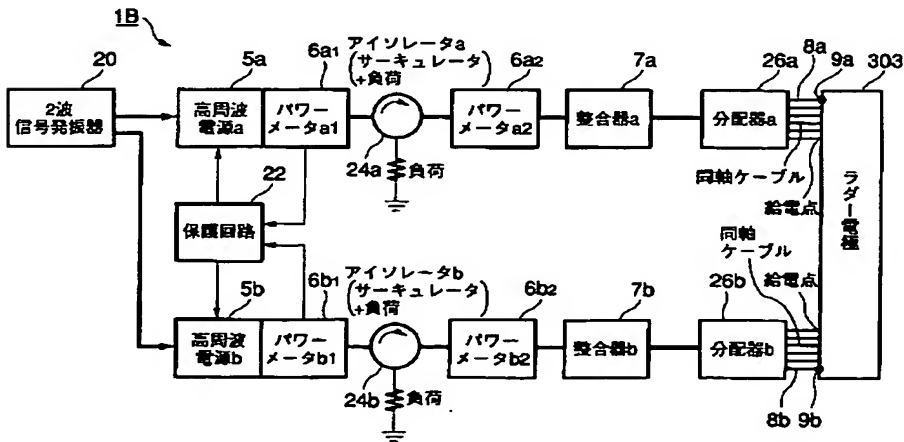 1B
20
5a
6a1
アイソレータa
(サーキュレータ
+負荷)
6a2
7a
26a
8a
9a
303
2波
信号発振器
高周波
電源a
パワー
メータa1
パワー
メータa2
整合器a
分配器a
24a
負荷
同軸ケーブル
給電点
22
保護回路
ラダー電極
同軸
ケーブル
給電点
5b
6b1
アイソレータb
(サーキュレータ
+負荷)
6b2
7b
26b
高周波
電源b
パワー
メータb1
パワー
メータb2
整合器b
分配器b
24b
負荷
8b
9b